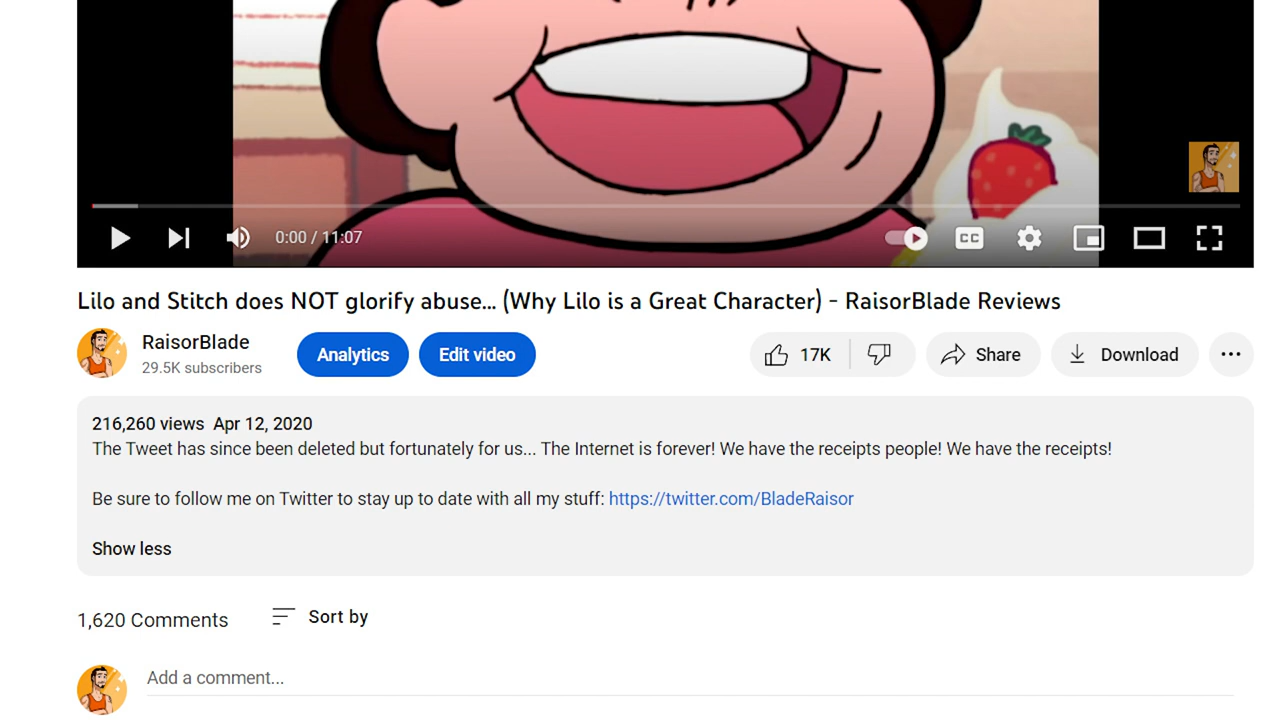 0:00 / 11:07
CC
Lilo and Stitch does NOT glorify abuse... (Why Lilo is a Great Character) - RaisorBlade Reviews
RaisorBlade
29.5K subscribers
Analytics
Edit video
17K
Share
Download
216,260 views Apr 12, 2020
The Tweet has since been deleted but fortunately for us... The Internet is forever! We have the receipts people! We have the receipts!
Be sure to follow me on Twitter to stay up to date with all my stuff: https://twitter.com/BladeRaisor
Show less
1,620 Comments
Sort by
Add a comment...